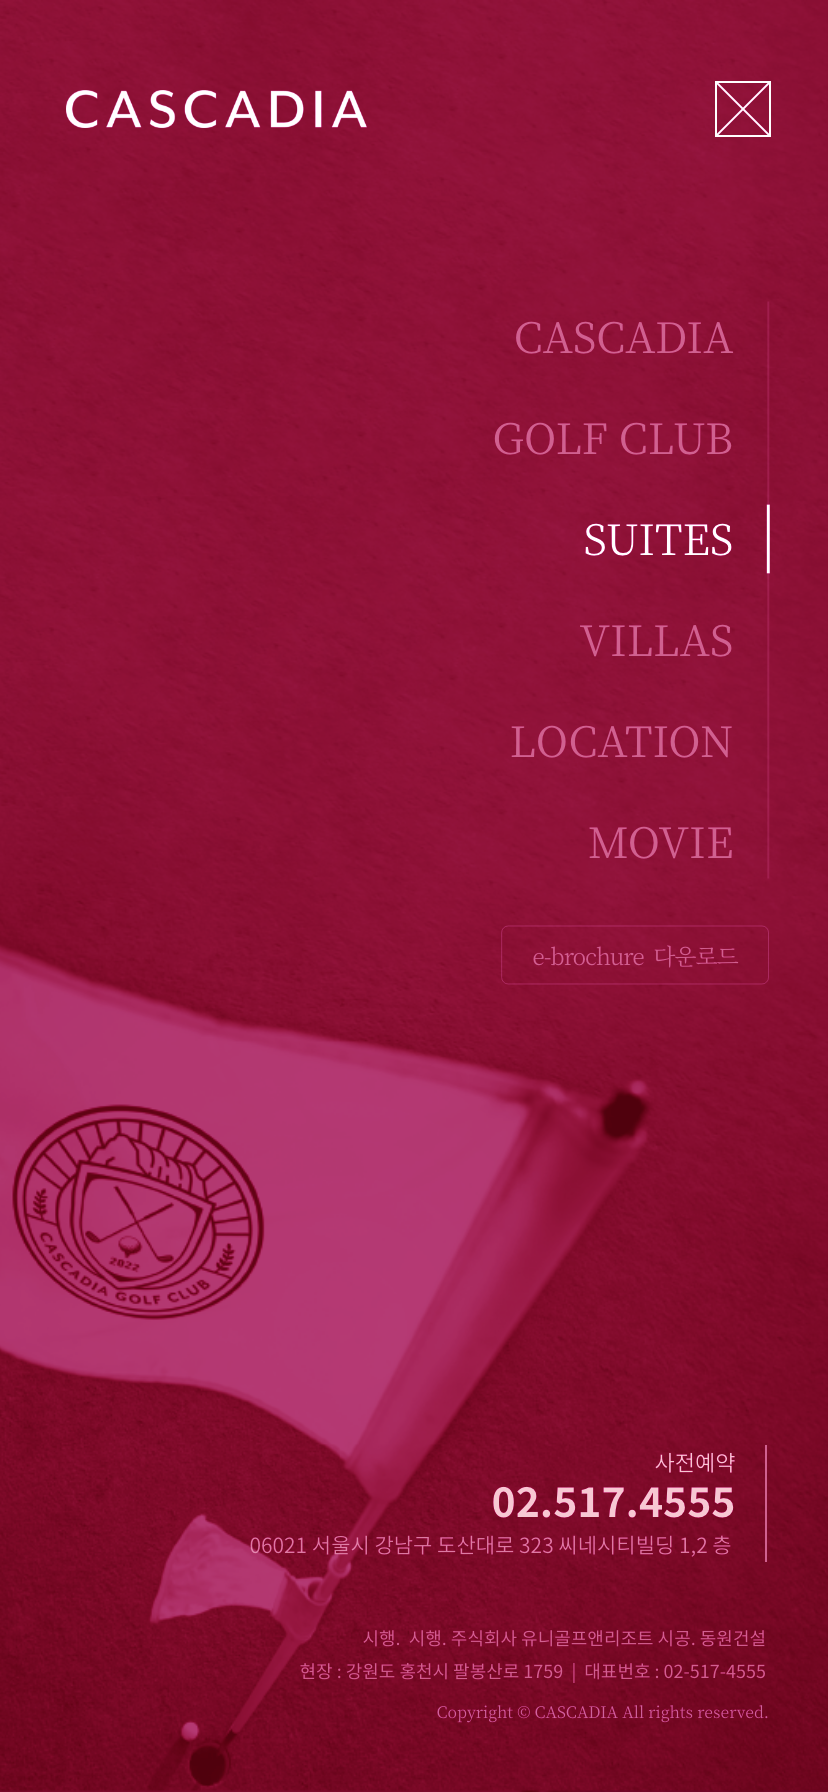 CASCADIA
CASCADIA
GOLF CLUB
SUITES
VILLAS
LOCATION
MOVIE
e-brochure 다운로드
2022
CASCADIA GOLF CLUB
사전예약
02.517.4555
06021 서울시 강남구 도산대로 323 씨네시티빌딩 1,2 층
시행. 시행. 주식회사 유니골프앤리조트 시공. 동원건설
현장 : 강원도 홍천시 팔봉산로 1759 | 대표번호 : 02-517-4555
Copyright © CASCADIA All rights reserved.